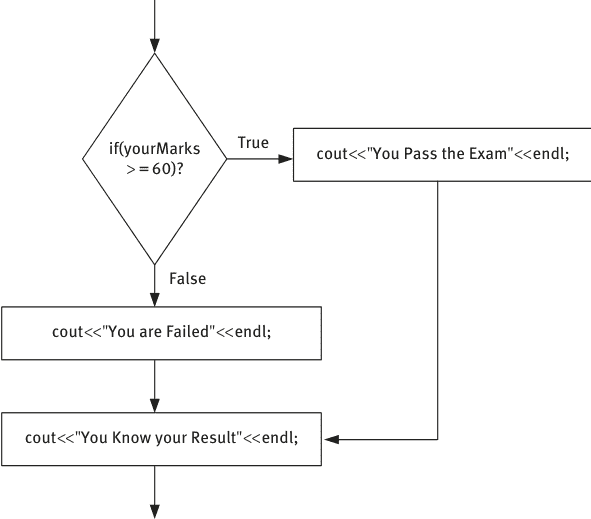 if(yourMarks
>=60)?
True
cout<<"You Pass the Exam"<<endl;
False
cout<<"You are Failed"<<endl;
cout<<"You Know your Result"<<endl;